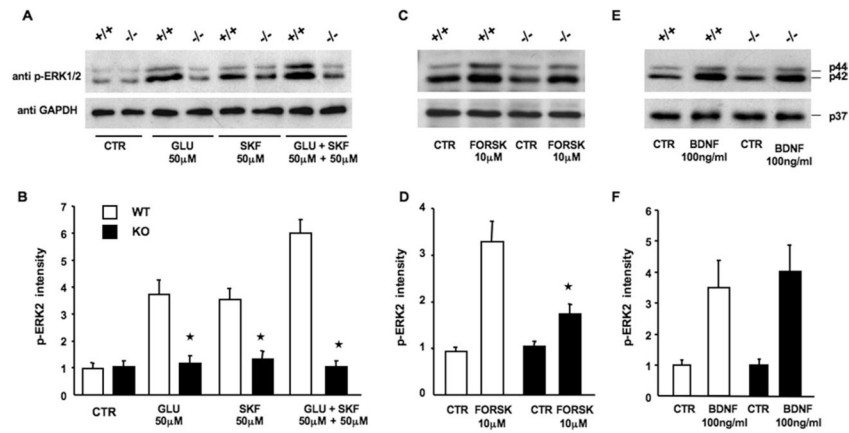 A
+/+ -/- +/+ -/- +/+ -/- +/+ -/-
anti p-ERK1/2
anti GAPDH
CTR GLU SKF GLU + SKF
50μM 50μM 50μM + 50μM
C
+/+ +/+ -/- -/-
CTR FORSK CTR FORSK
10μM 10μM
E
+/+ +/+ -/- -/-
p44
p42
p37
CTR BDNF CTR BDNF
100ng/ml 100ng/ml
B
WT
KO
p-ERK2 intensity
7
6
5
4
3
2
1
0
CTR GLU SKF GLU + SKF
50μM 50μM 50μM + 50μM
D
p-ERK2 intensity
4
3
2
1
0
CTR FORSK CTR FORSK
10μM 10μM
F
p-ERK2 intensity
6
5
4
3
2
1
0
CTR BDNF CTR BDNF
100ng/ml 100ng/ml